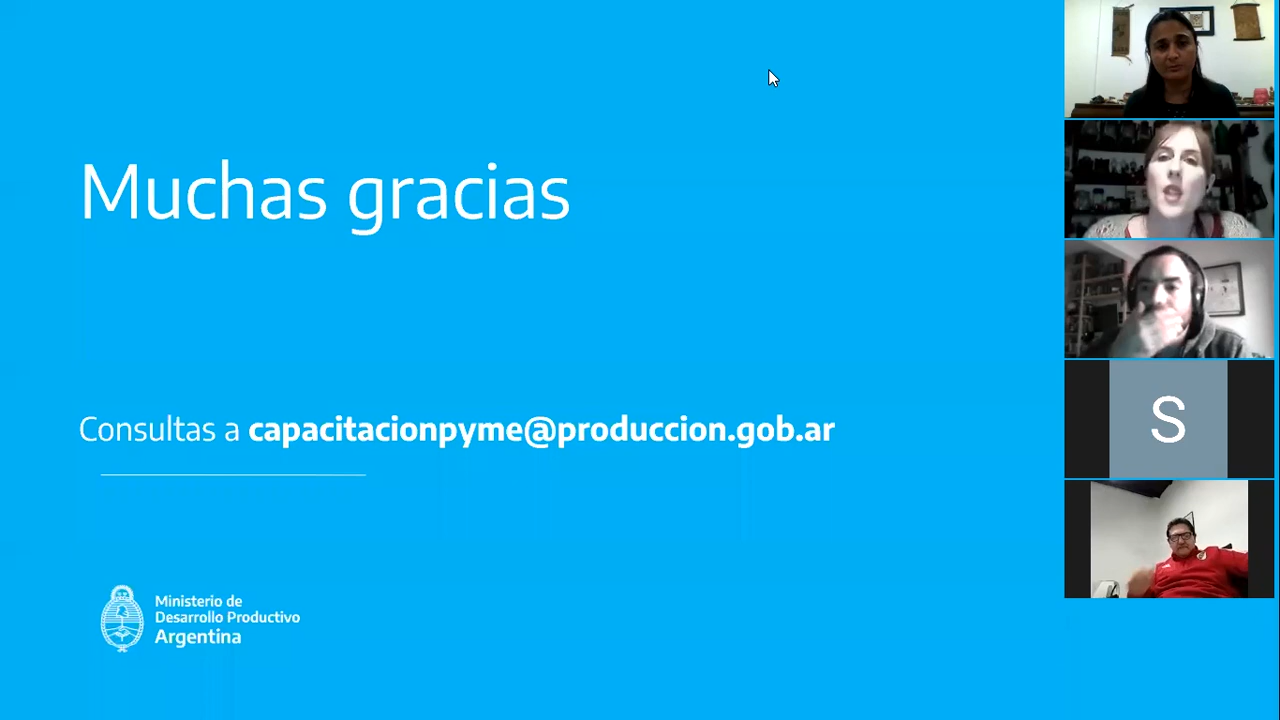 Muchas gracias
Consultas a capacitacionpyme@produccion.gob.ar
Ministerio de
Desarrollo Productivo
Argentina
S